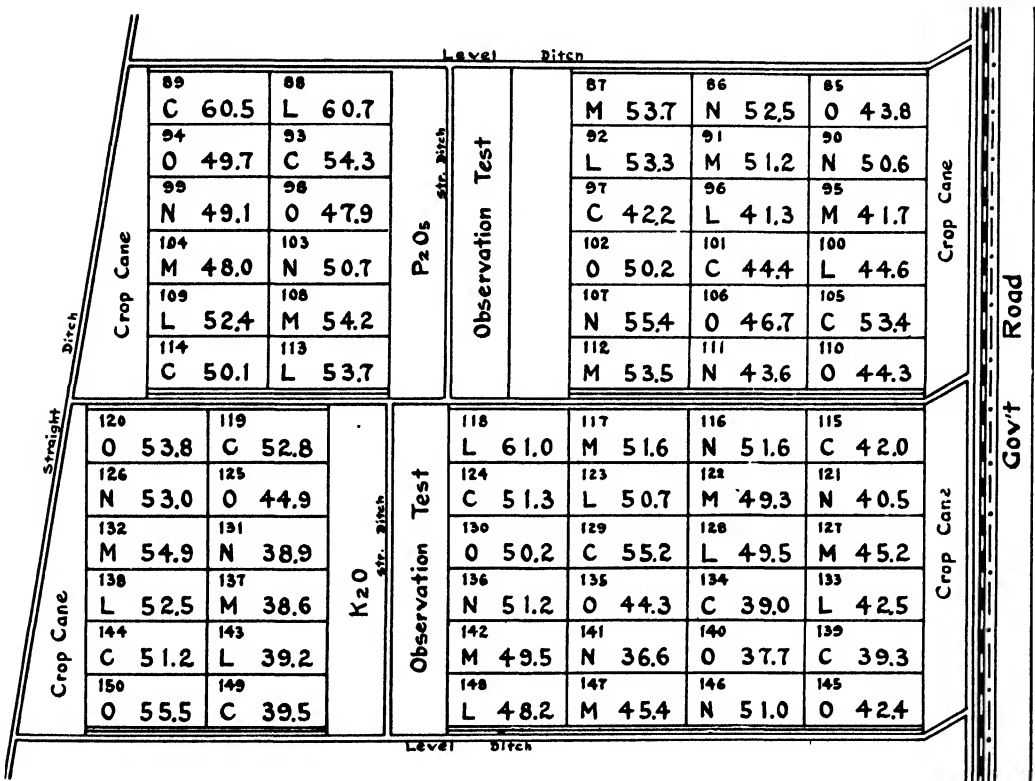 Level Ditch
89 88 87 86 85
C 60.5 L 60.7 M 53.7 N 52.5 O 43.8
94 93 92 91 90
O 49.7 C 54.3 L 53.3 M 51.2 N 50.6
99 98 97 96 95
N 49.1 O 47.9 C 42.2 L 41.3 M 41.7
104 103 102 101 100
M 48.0 N 50.7 O 50.2 C 44.4 L 44.6
109 108 107 106 105
L 52.4 M 54.2 N 55.4 O 46.7 C 53.4
114 113 112 111 110
C 50.1 L 53.7 M 53.5 N 43.6 O 44.3
Crop Cane
P2O5
Str. Ditch
Observation Test
Crop Cane
Straight Ditch
Gov't Road
120 119 118 117 116 115
O 53.8 C 52.8 L 61.0 M 51.6 N 51.6 C 42.0
126 125 124 123 122 121
N 53.0 O 44.9 C 51.3 L 50.7 M 49.3 N 40.5
132 131 130 129 128 127
M 54.9 N 38.9 O 50.2 C 55.2 L 49.5 M 45.2
138 137 136 135 134 133
L 52.5 M 38.6 N 51.2 O 44.3 C 39.0 L 42.5
144 143 142 141 140 139
C 51.2 L 39.2 M 49.5 N 36.6 O 37.7 C 39.3
150 149 148 147 146 145
O 55.5 C 39.5 L 48.2 M 45.4 N 51.0 O 42.4
Crop Cane
K2O
Str. Ditch
Observation Test
Crop Cane
Level Ditch